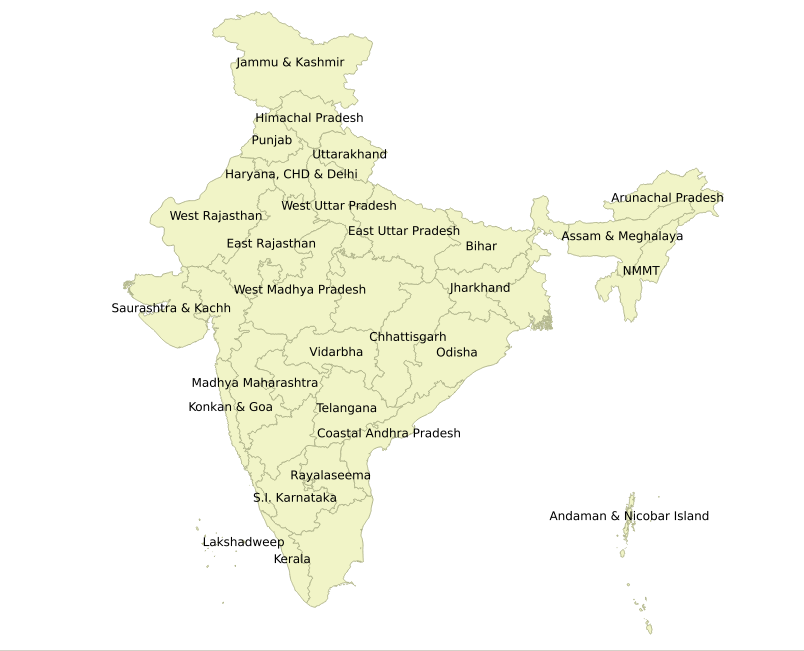 Jammu & Kashmir
Himachal Pradesh
Punjab
Uttarakhand
Haryana, CHD & Delhi
Arunachal Pradesh
West Uttar Pradesh
West Rajasthan
East Uttar Pradesh
Assam & Meghalaya
East Rajasthan
Bihar
NMMT
Jharkhand
West Madhya Pradesh
Saurashtra & Kachh
Chhattisgarh
Vidarbha
Odisha
Madhya Maharashtra
Konkan & Goa
Telangana
Coastal Andhra Pradesh
Rayalaseema
S.I. Karnataka
Andaman & Nicobar Island
Lakshadweep
Kerala